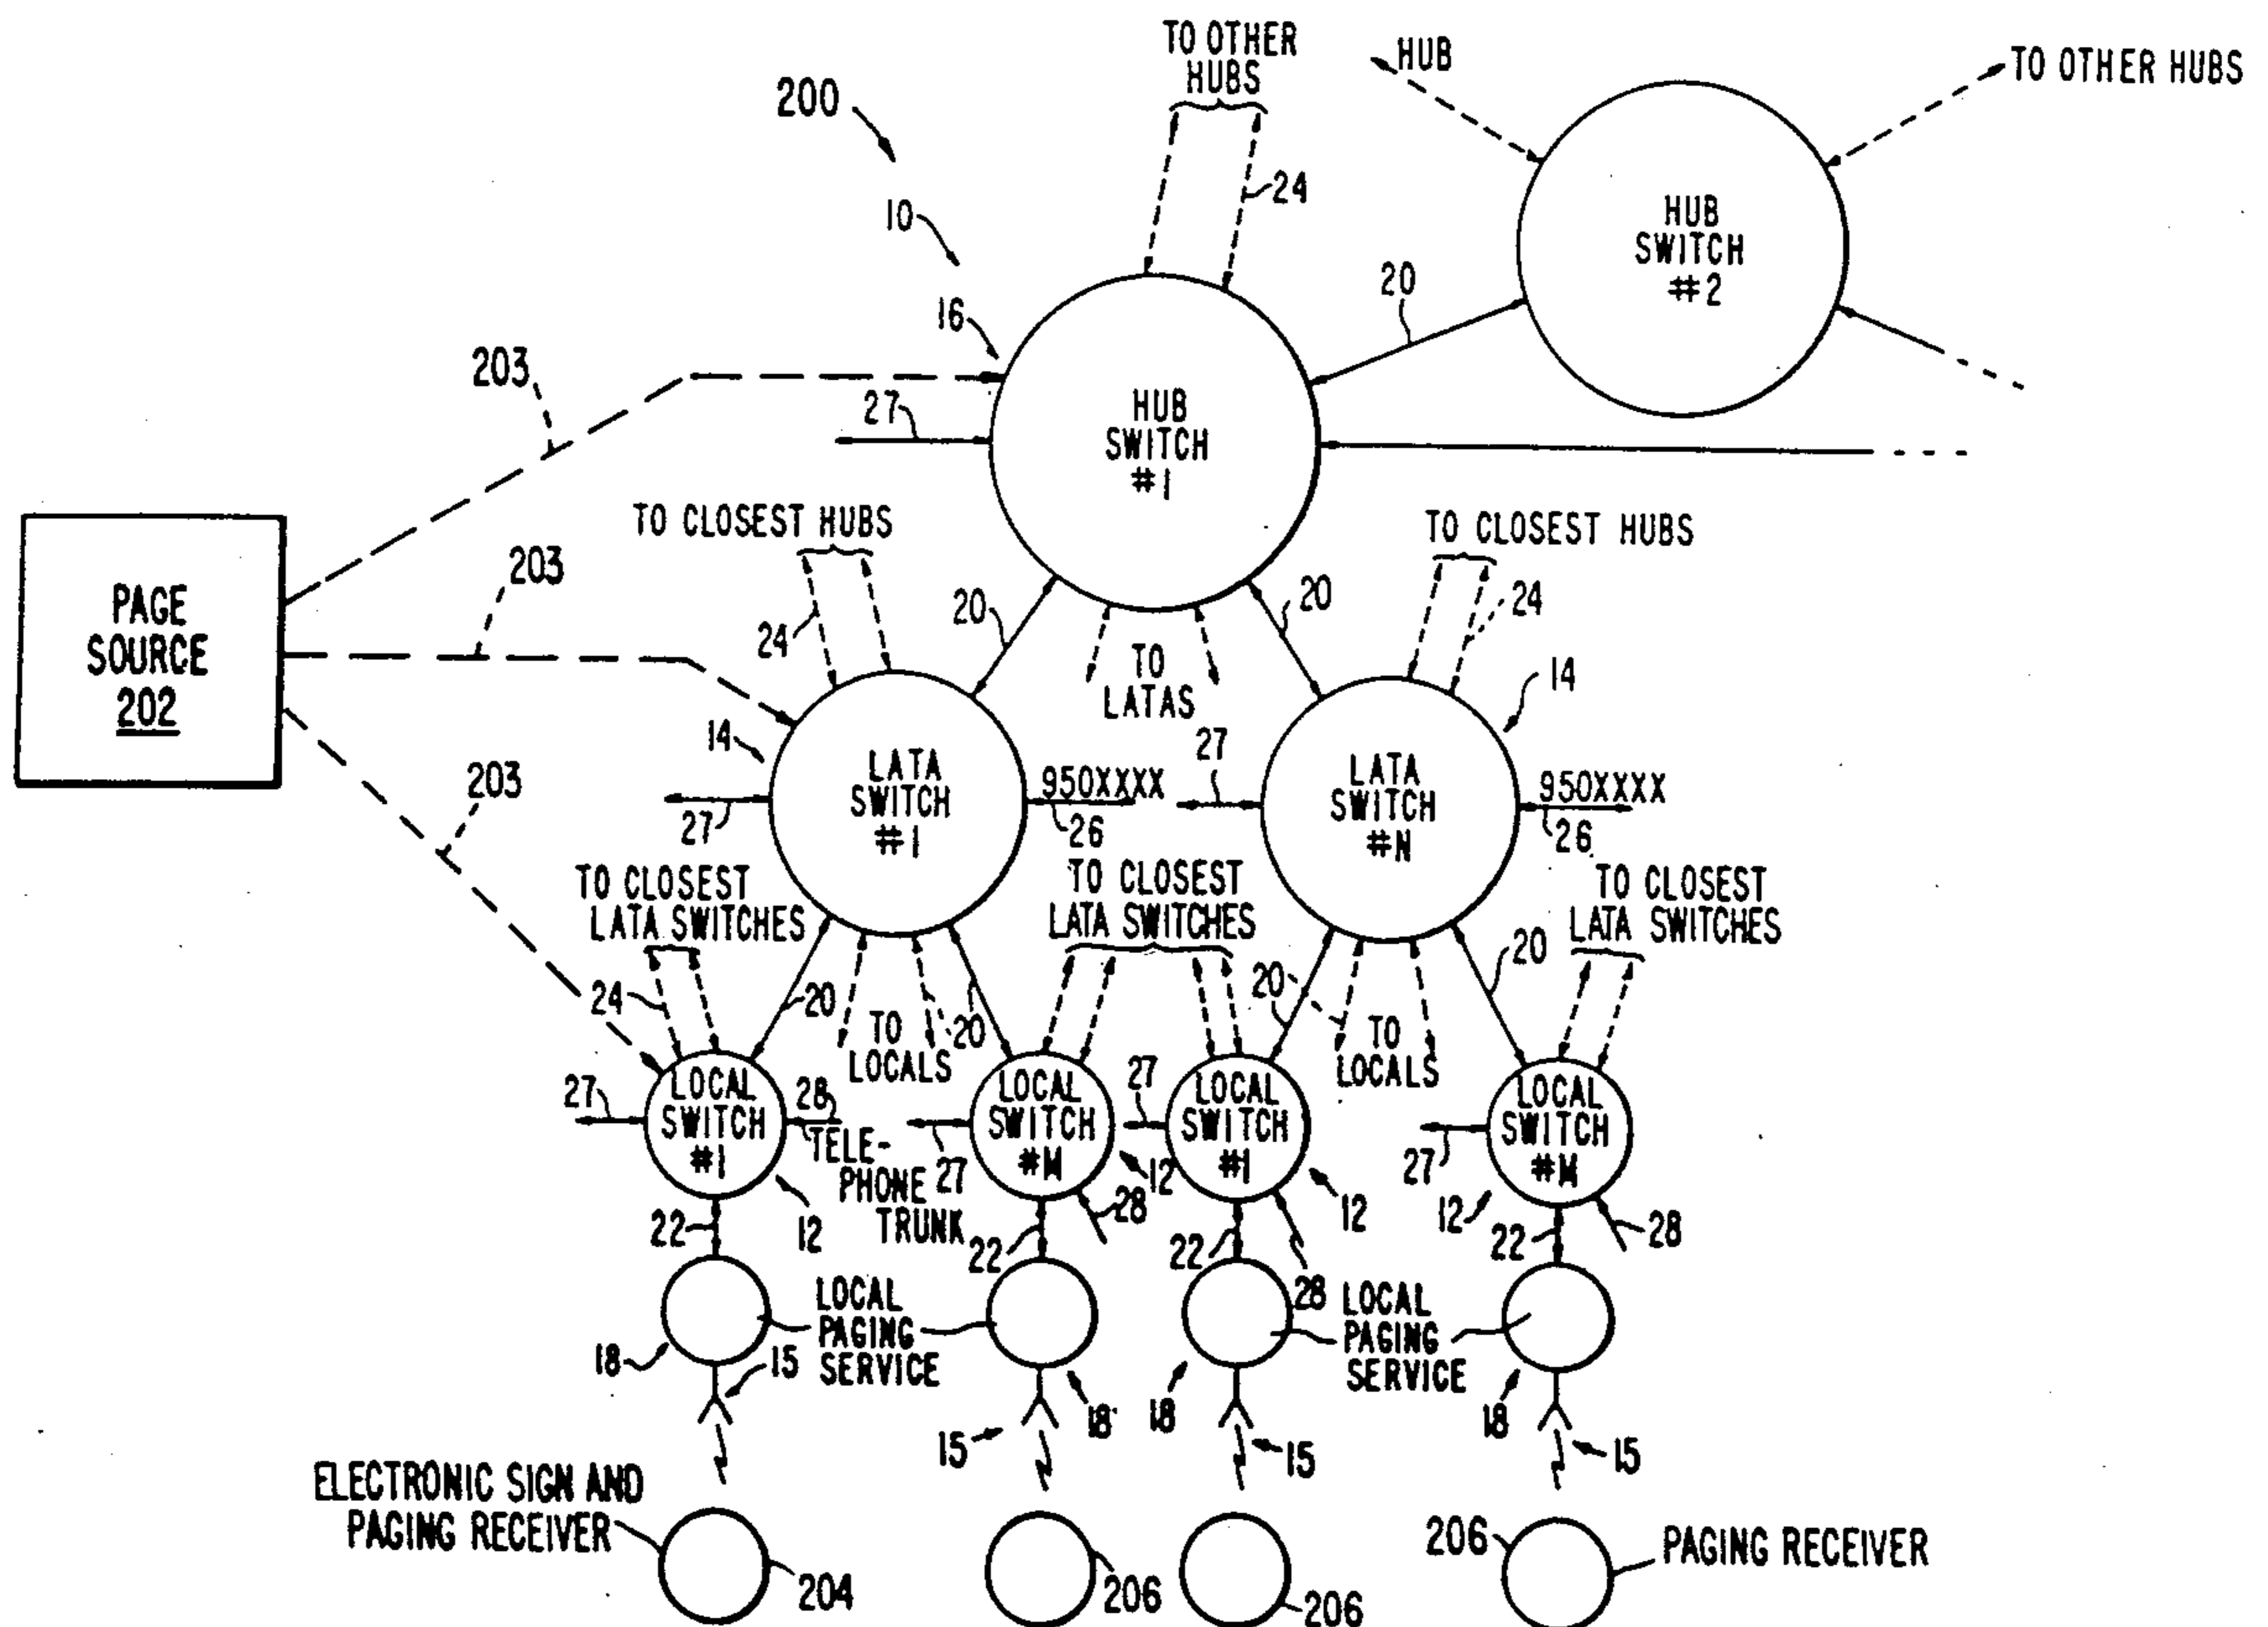 TO OTHER
HUBS
HUB
TO OTHER HUBS
200
24
10
HUB
SWITCH
#2
20
16
203
27
HUB
SWITCH
#1
TO CLOSEST HUBS
TO CLOSEST HUBS
203
PAGE
SOURCE
202
20
20
24
24
TO
LATAS
14
14
203
LATA
SWITCH
#1
27
950XXXX
26
27
LATA
SWITCH
#N
950XXXX
26
TO CLOSEST
LATA SWITCHES
TO CLOSEST
LATA SWITCHES
TO CLOSEST
LATA SWITCHES
24
20
TO
LOCALS
20
20
TO
LOCALS
20
27
LOCAL
SWITCH
#1
28
TELE-
PHONE
TRUNK
27
LOCAL
SWITCH
#M
12
27
LOCAL
SWITCH
#1
12
27
LOCAL
SWITCH
#M
12
22
12
22
28
22
28
22
28
LOCAL
PAGING
SERVICE
LOCAL
PAGING
SERVICE
18
15
15
18
18
15
18
15
ELECTRONIC SIGN AND
PAGING RECEIVER
204
206
206
206
PAGING RECEIVER